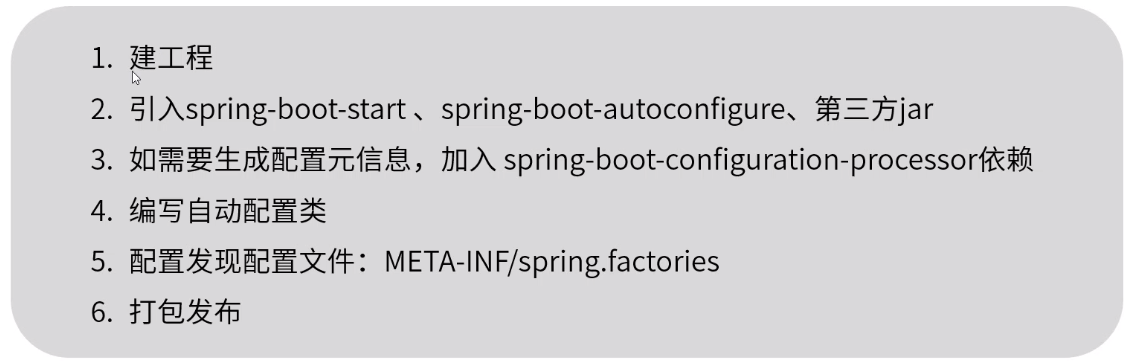 1. 建工程
2. 引入spring-boot-start 、spring-boot-autoconfigure、第三方jar
3. 如需要生成配置元信息，加入 spring-boot-configuration-processor依赖
4. 编写自动配置类
5. 配置发现配置文件：META-INF/spring.factories
6. 打包发布